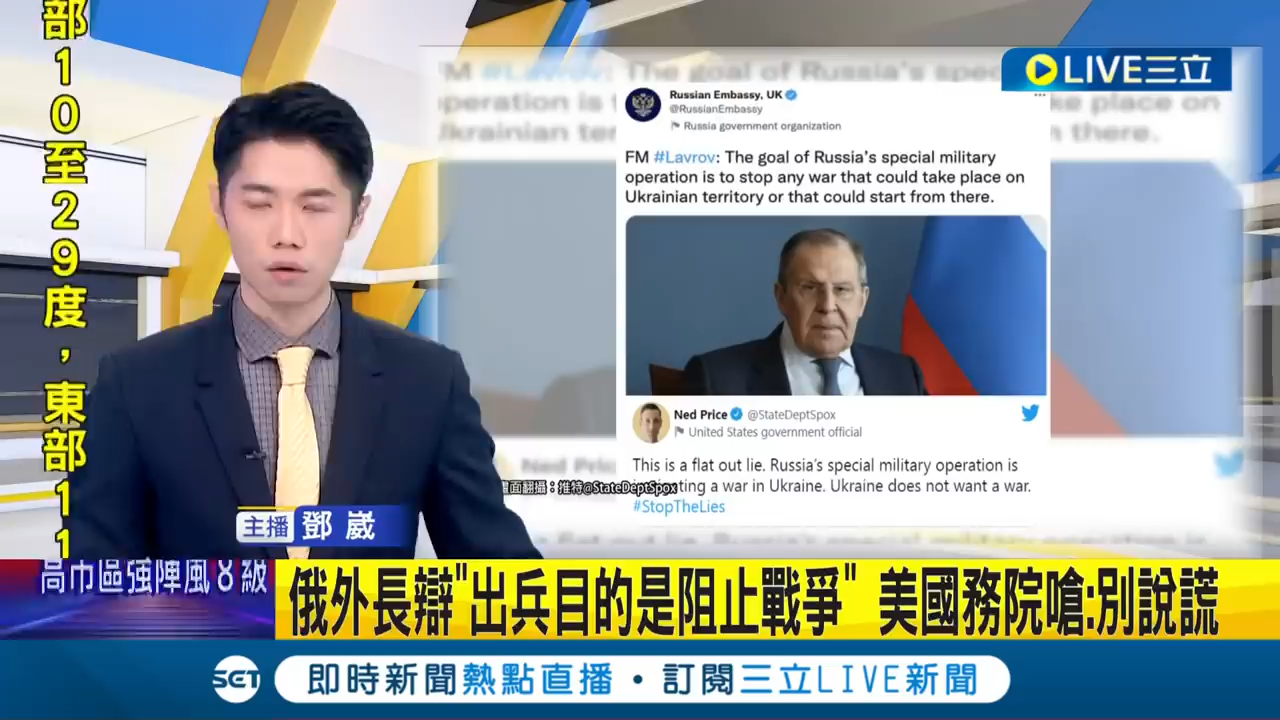 部10至29度，東部11
LIVE三立
Russian Embassy, UK
@RussianEmbassy
Russia government organization
FM #Lavrov: The goal of Russia's special military
operation is to stop any war that could take place on
Ukrainian territory or that could start from there.
Ned Price @StateDeptSpox
United States government official
This is a flat out lie. Russia's special military operation is
a war in Ukraine. Ukraine does not want a war.
#StopTheLies
畫面翻攝：推特@StateDeptSpox
主播 鄧崴
高市區強陣風8級
俄外長辯"出兵目的是阻止戰爭" 美國務院嗆:別說謊
SET 即時新聞熱點直播・訂閱三立LIVE新聞